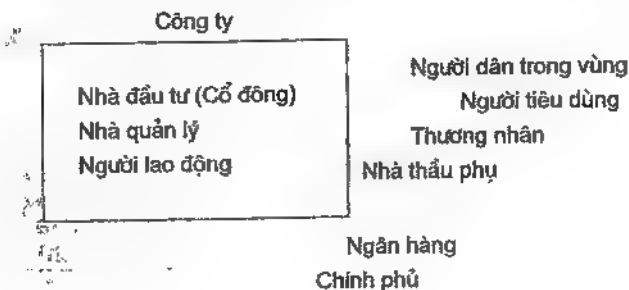 Công ty
Người dân trong vùng
Nhà đầu tư (Cổ đông)
Người tiêu dùng
Nhà quản lý
Thương nhân
Người lao động
Nhà thầu phụ
Ngân hàng
Chính phủ